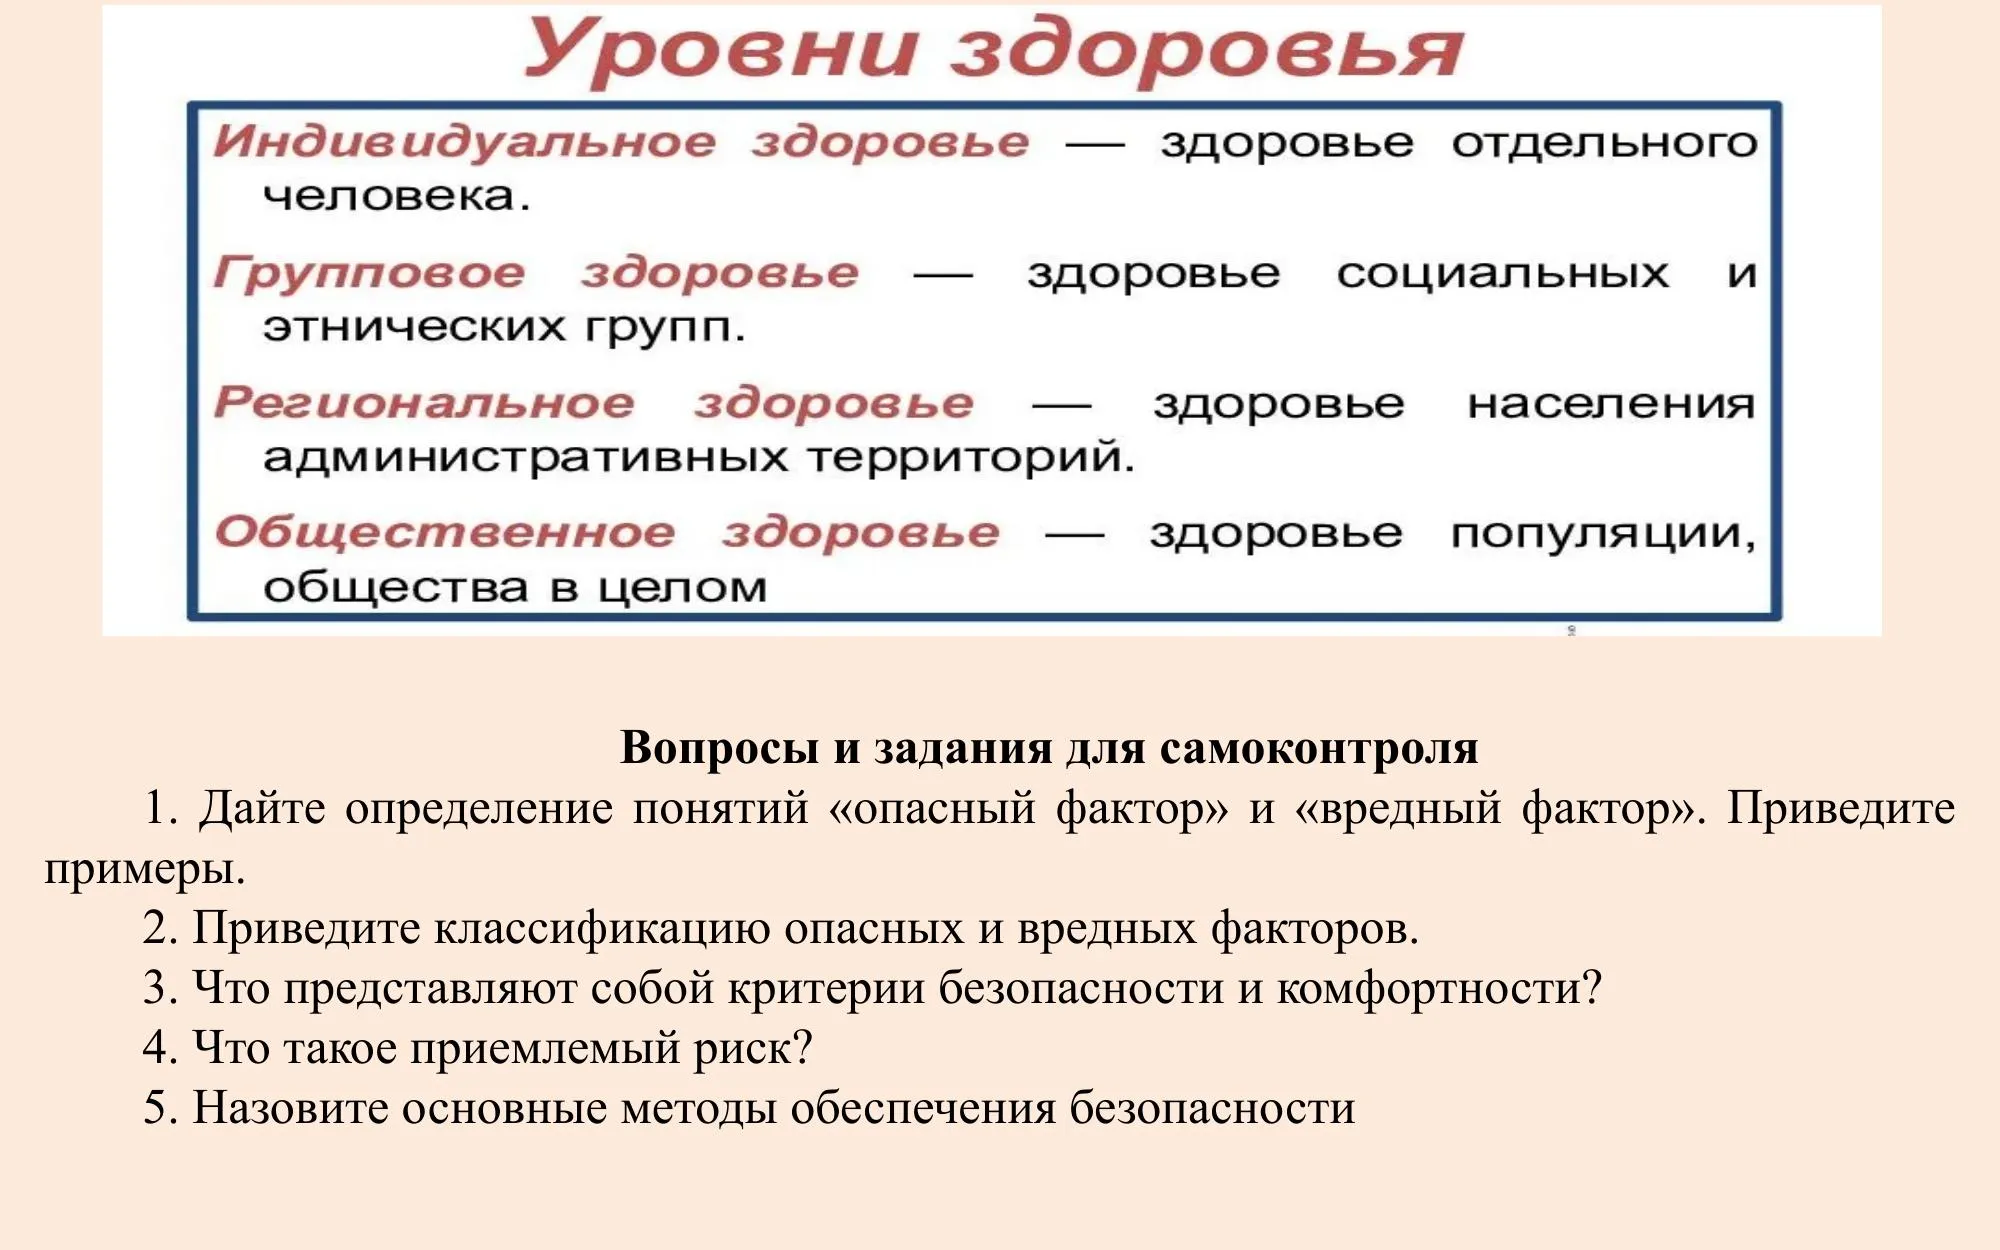 Уровни здоровья
Индивидуальное здоровье — здоровье отдельного
человека.
Групповое здоровье — здоровье социальных и
этнических групп.
Региональное здоровье — здоровье населения
административных территорий.
Общественное здоровье — здоровье популяции,
общества в целом
Вопросы и задания для самоконтроля
1. Дайте определение понятий «опасный фактор» и «вредный фактор». Приведите
примеры.
2. Приведите классификацию опасных и вредных факторов.
3. Что представляют собой критерии безопасности и комфортности?
4. Что такое приемлемый риск?
5. Назовите основные методы обеспечения безопасности